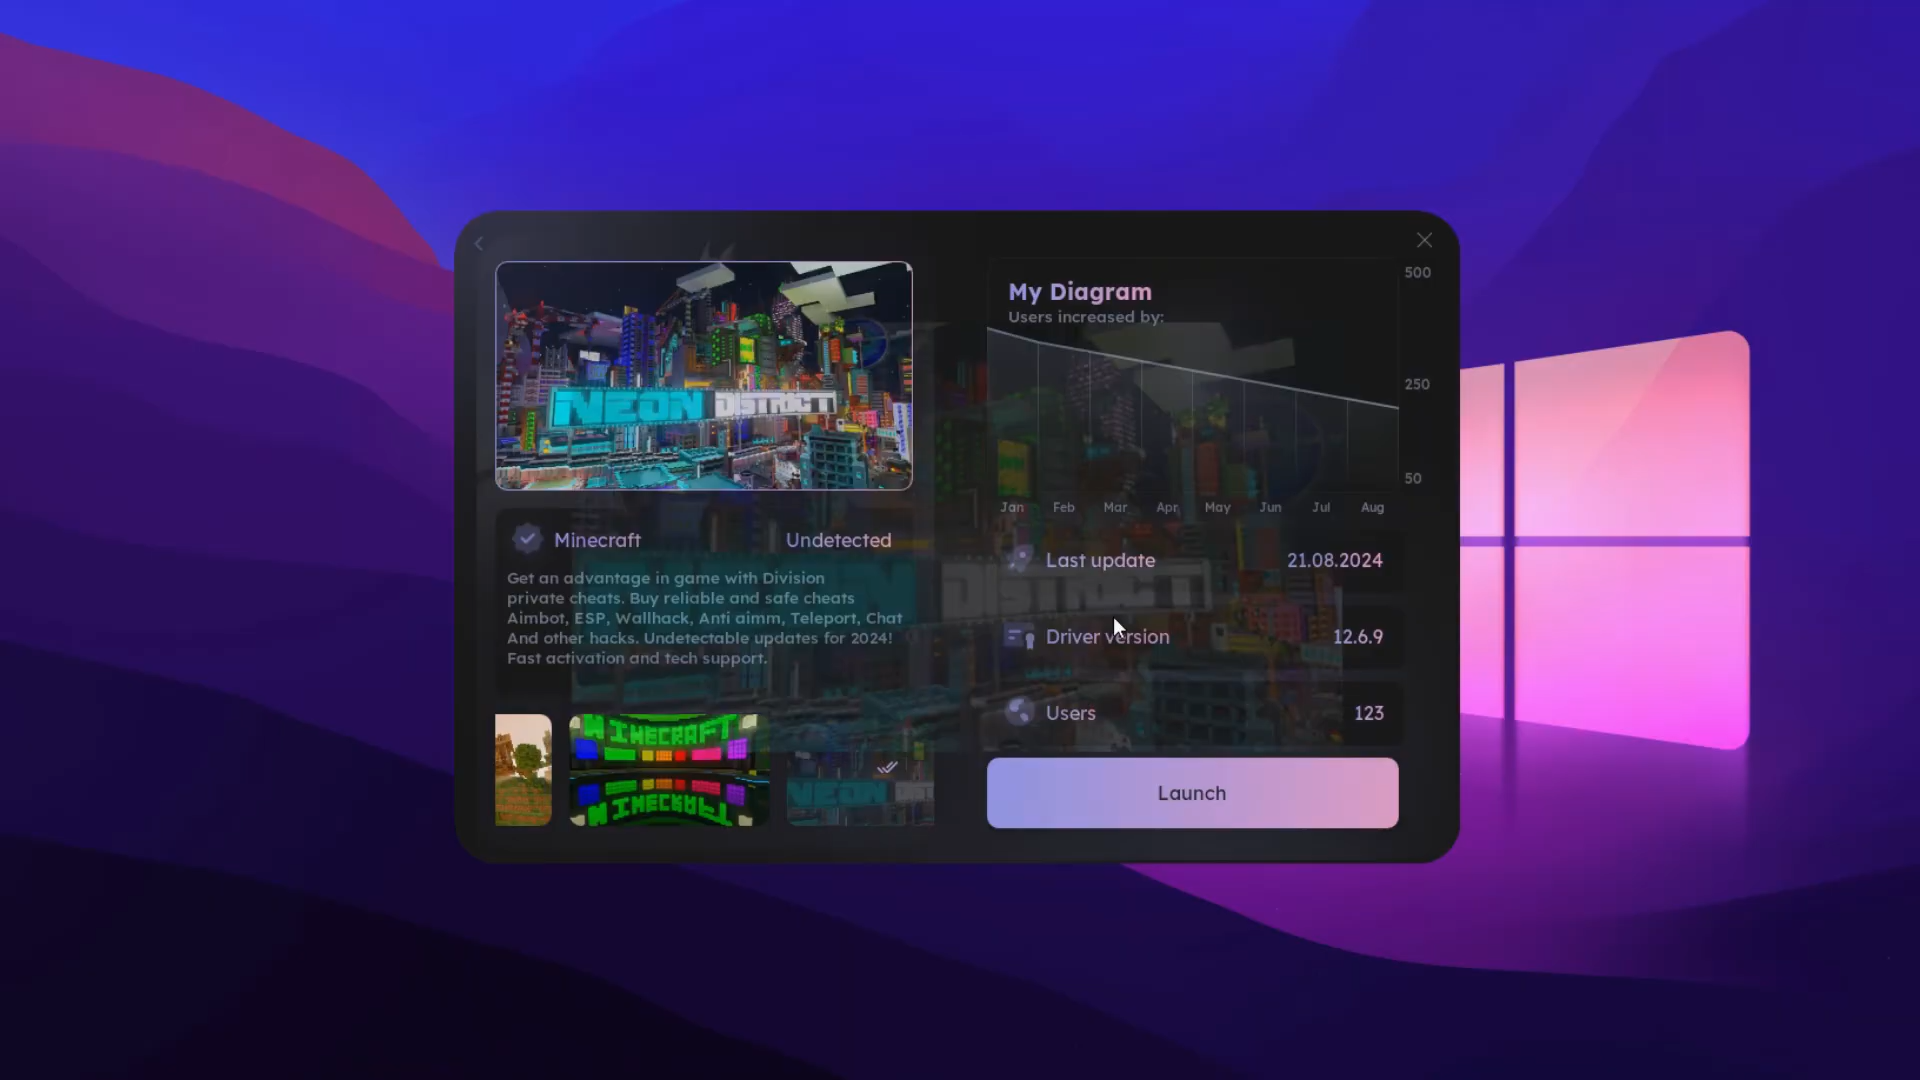 NEON DISTRICT
Minecraft Undetected
Get an advantage in game with Division
private cheats. Buy reliable and safe cheats
Aimbot, ESP, Wallhack, Anti aimm, Teleport, Chat
And other hacks. Undetectable updates for 2024!
Fast activation and tech support.
MINECRAFT
NEON
My Diagram
Users increased by:
500
250
50
Jan Feb Mar Apr May Jun Jul Aug
DISTRICT
Last update 21.08.2024
Driver version 12.6.9
Users 123
Launch